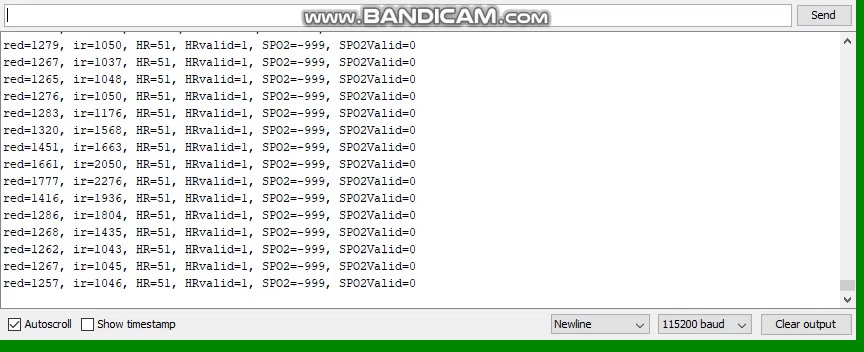 www.BANDICAM.com
Send
red=1279, ir=1050, HR=51, HRvalid=1, SPO2=-999, SPO2Valid=0
red=1267, ir=1037, HR=51, HRvalid=1, SPO2=-999, SPO2Valid=0
red=1265, ir=1048, HR=51, HRvalid=1, SPO2=-999, SPO2Valid=0
red=1276, ir=1050, HR=51, HRvalid=1, SPO2=-999, SPO2Valid=0
red=1283, ir=1176, HR=51, HRvalid=1, SPO2=-999, SPO2Valid=0
red=1320, ir=1568, HR=51, HRvalid=1, SPO2=-999, SPO2Valid=0
red=1451, ir=1663, HR=51, HRvalid=1, SPO2=-999, SPO2Valid=0
red=1661, ir=2050, HR=51, HRvalid=1, SPO2=-999, SPO2Valid=0
red=1777, ir=2276, HR=51, HRvalid=1, SPO2=-999, SPO2Valid=0
red=1416, ir=1936, HR=51, HRvalid=1, SPO2=-999, SPO2Valid=0
red=1286, ir=1804, HR=51, HRvalid=1, SPO2=-999, SPO2Valid=0
red=1268, ir=1435, HR=51, HRvalid=1, SPO2=-999, SPO2Valid=0
red=1262, ir=1043, HR=51, HRvalid=1, SPO2=-999, SPO2Valid=0
red=1267, ir=1045, HR=51, HRvalid=1, SPO2=-999, SPO2Valid=0
red=1257, ir=1046, HR=51, HRvalid=1, SPO2=-999, SPO2Valid=0
Autoscroll Show timestamp Newline 115200 baud Clear output